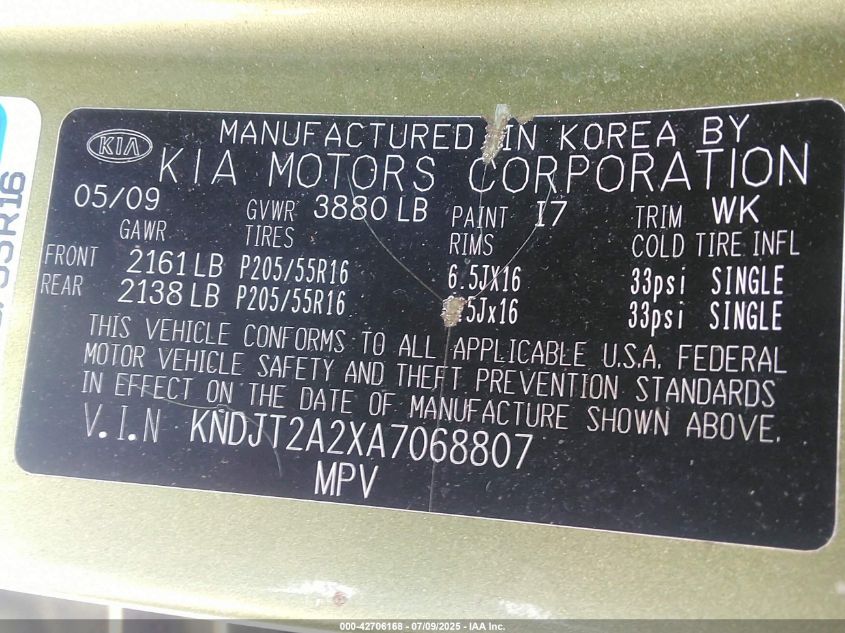 MANUFACTURED IN KOREA BY
KIA
KIA MOTORS CORPORATION
05/09 GVWR 3880 LB PAINT I7 TRIM WK
GAWR TIRES RIMS COLD TIRE INFL
FRONT 2161 LB P205/55R16 6.5JX16 33psi SINGLE
REAR 2138 LB P205/55R16 .5Jx16 33psi SINGLE
THIS VEHICLE CONFORMS TO ALL APPLICABLE U.S.A. FEDERAL
MOTOR VEHICLE SAFETY AND THEFT PREVENTION STANDARDS
IN EFFECT ON THE DATE OF MANUFACTURE SHOWN ABOVE.
V.I.N KNDJT2A2XA7068807
MPV
55R16
000-42706168 - 07/09/2025 - IAA Inc.